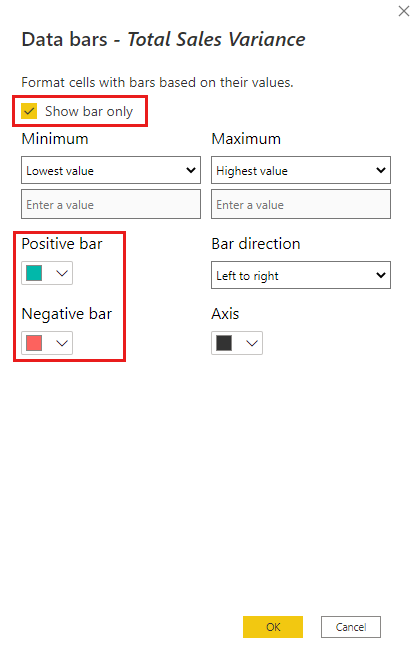 Data bars - Total Sales Variance
Format cells with bars based on their values.
Show bar only
Minimum
Maximum
Lowest value
Highest value
Enter a value
Enter a value
Positive bar
Bar direction
Left to right
Negative bar
Axis
OK
Cancel